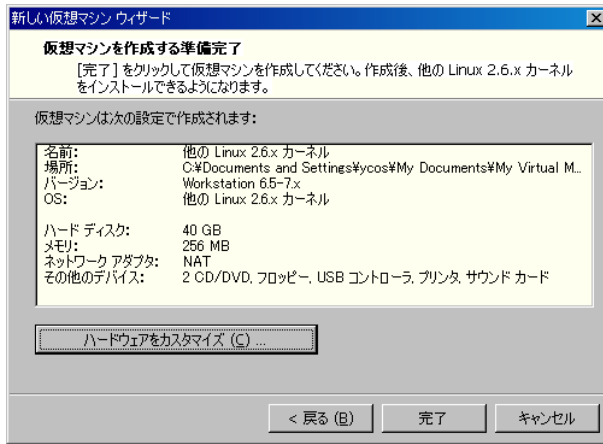 新しい仮想マシン ウィザード
仮想マシンを作成する準備完了
[完了] をクリックして仮想マシンを作成してください。作成後、他の Linux 2.6.x カーネル
をインストールできるようになります。
仮想マシンは次の設定で作成されます:
名前: 他の Linux 2.6.x カーネル
場所: C:¥Documents and Settings¥ycos¥My Documents¥My Virtual M...
バージョン: Workstation 6.5-7.x
OS: 他の Linux 2.6.x カーネル
ハード ディスク: 40 GB
メモリ: 256 MB
ネットワーク アダプタ: NAT
その他のデバイス: 2 CD/DVD, フロッピー, USB コントローラ, プリンタ, サウンド カード
ハードウェアをカスタマイズ (C) ...
< 戻る (B)
完了
キャンセル